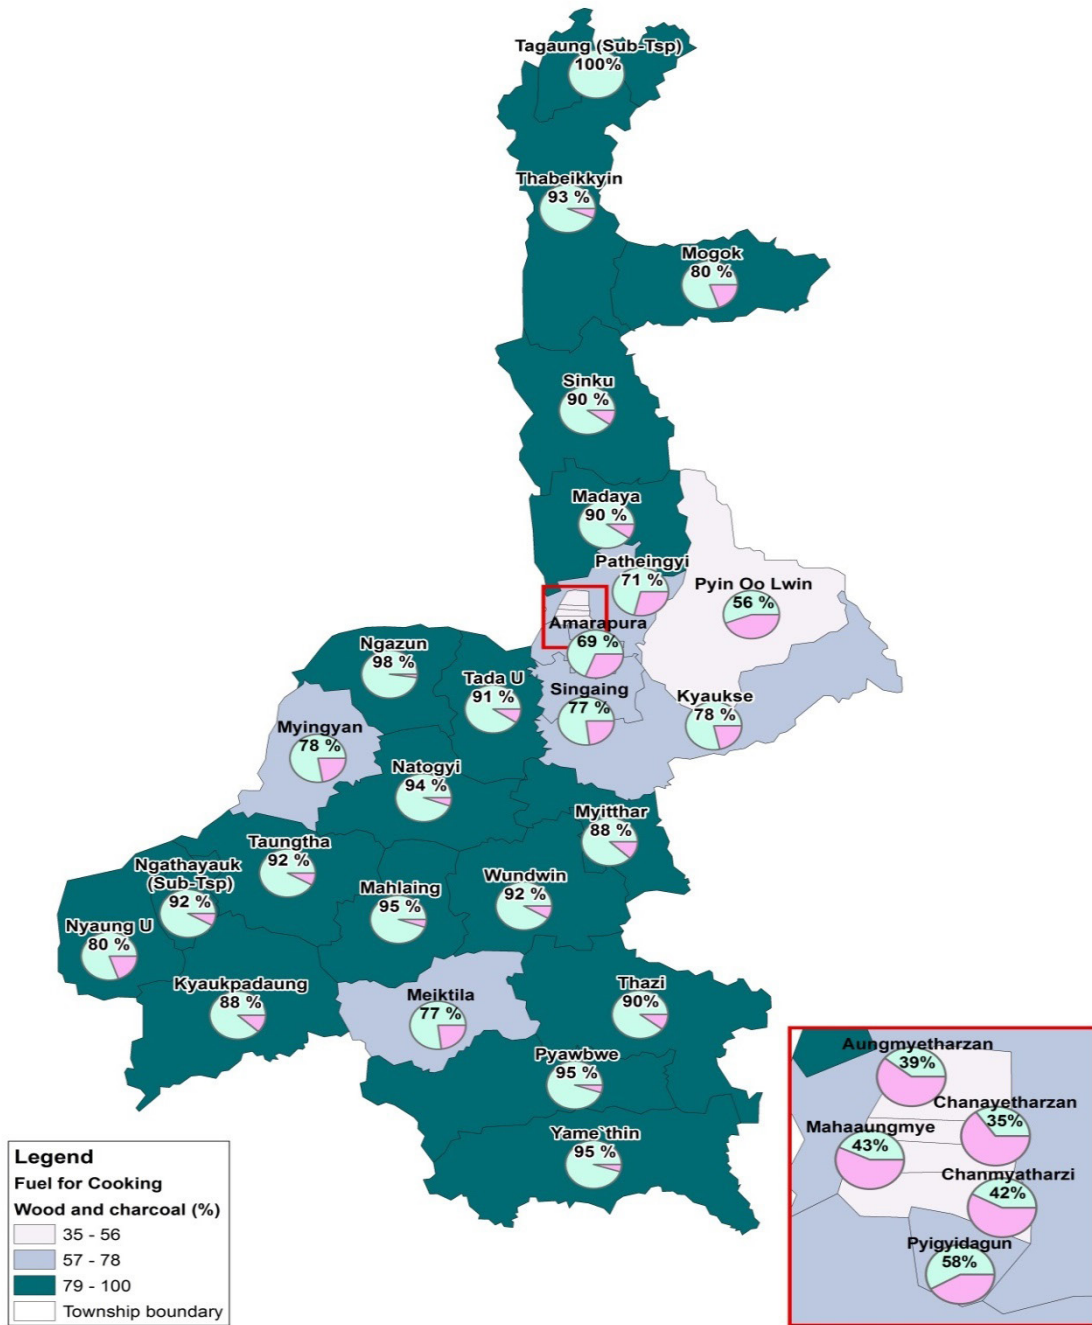 Tagaung (Sub-Tsp)
100%
Thabeikkyin
93 %
Mogok
80 %
Sinku
90 %
Madaya
90 %
Patheingyi
71 %
Pyin Oo Lwin
56 %
Amarapura
69 %
Ngazun
98 %
Tada U
91 %
Singaing
77 %
Kyaukse
78 %
Myingyan
78 %
Natogyi
94 %
Myitthar
88 %
Taungtha
92 %
Ngathayauk
(Sub-Tsp)
92 %
Mahlaing
95 %
Wundwin
92 %
Nyaung U
80 %
Kyaukpadaung
88 %
Meiktila
77 %
Thazi
90%
Pyawbwe
95 %
Yame`thin
95 %
Aungmyetharzan
39%
Chanayetharzan
35%
Mahaaungmye
43%
Chanmyatharzi
42%
Pyigyidagun
58%
Legend
Fuel for Cooking
Wood and charcoal (%)
35 - 56
57 - 78
79 - 100
Township boundary